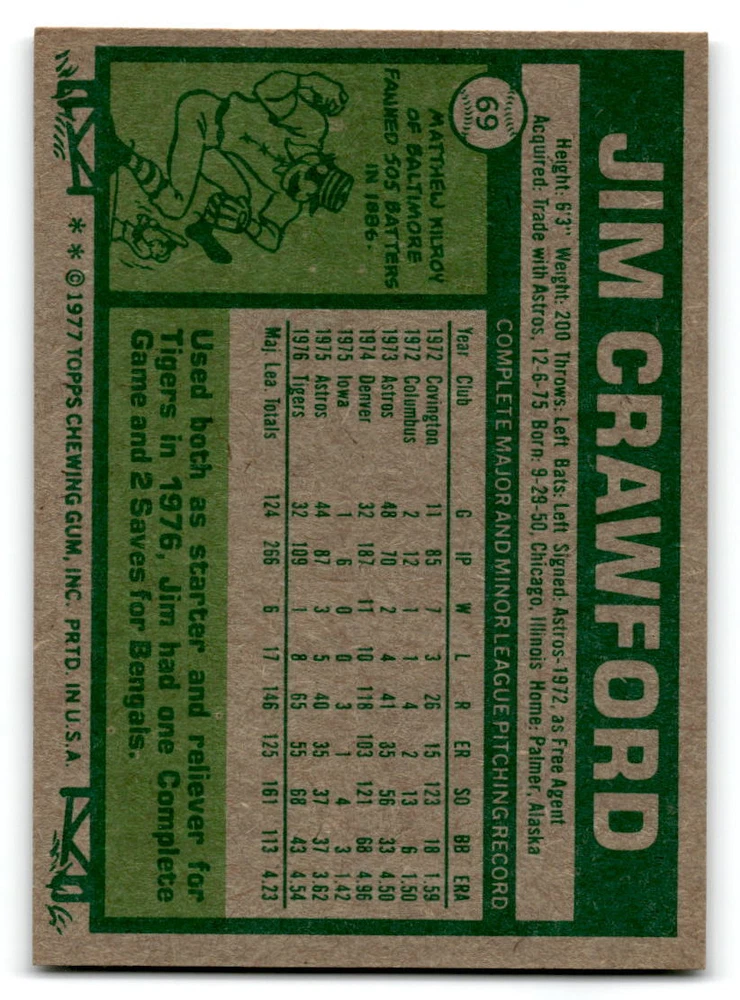 69
JIM CRAWFORD
Height: 6'3" Weight: 200 Throws: Left Bats: Left Signed: Astros-1972, as Free Agent
Acquired: Trade with Astros, 12-6-75 Born: 9-29-50, Chicago, Illinois Home: Palmer, Alaska
COMPLETE MAJOR AND MINOR LEAGUE PITCHING RECORD
Year Club G IP W L R ER SO BB ERA
1972 Covington 11 85 7 3 26 15 123 18 1.59
1972 Columbus 2 12 1 1 4 2 13 6 1.50
1973 Astros 48 70 2 4 41 35 56 33 4.50
1974 Denver 32 187 11 10 118 103 121 68 4.96
1975 Iowa 1 6 0 0 3 1 4 3 1.42
1975 Astros 44 87 3 5 40 35 37 37 3.62
1976 Tigers 32 109 1 8 65 55 68 43 4.54
Maj. Lea. Totals 124 266 6 17 146 125 161 113 4.23
MATTHEW KILROY
OF BALTIMORE
FANNED 505 BATTERS
IN 1886.
Used both as starter and reliever for
Tigers in 1976, Jim had one Complete
Game and 2 Saves for Bengals.
* * © 1977 TOPPS CHEWING GUM, INC. PRTD. IN U.S.A.